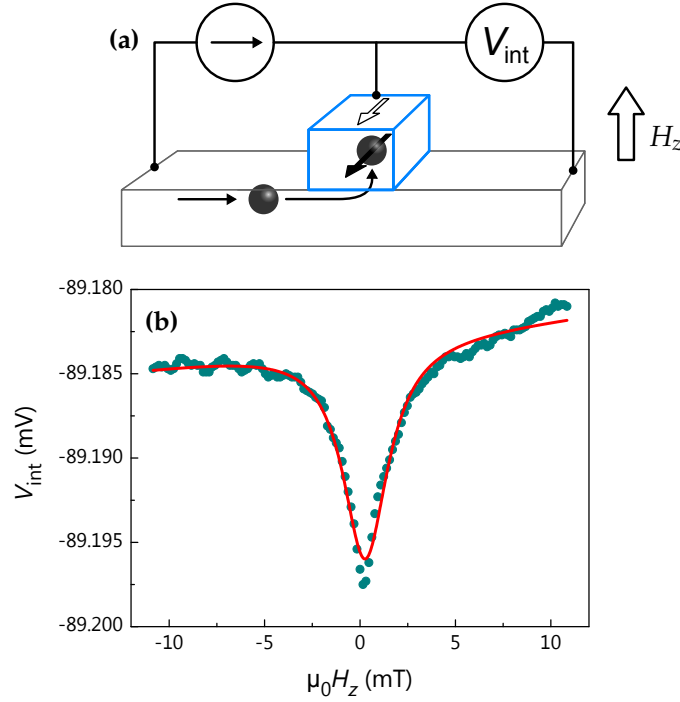 (a)
V_int
H_z
(b)
-89.180
-89.185
-89.190
-89.195
-89.200
V_int (mV)
-10
-5
0
5
10
μ₀H_z (mT)